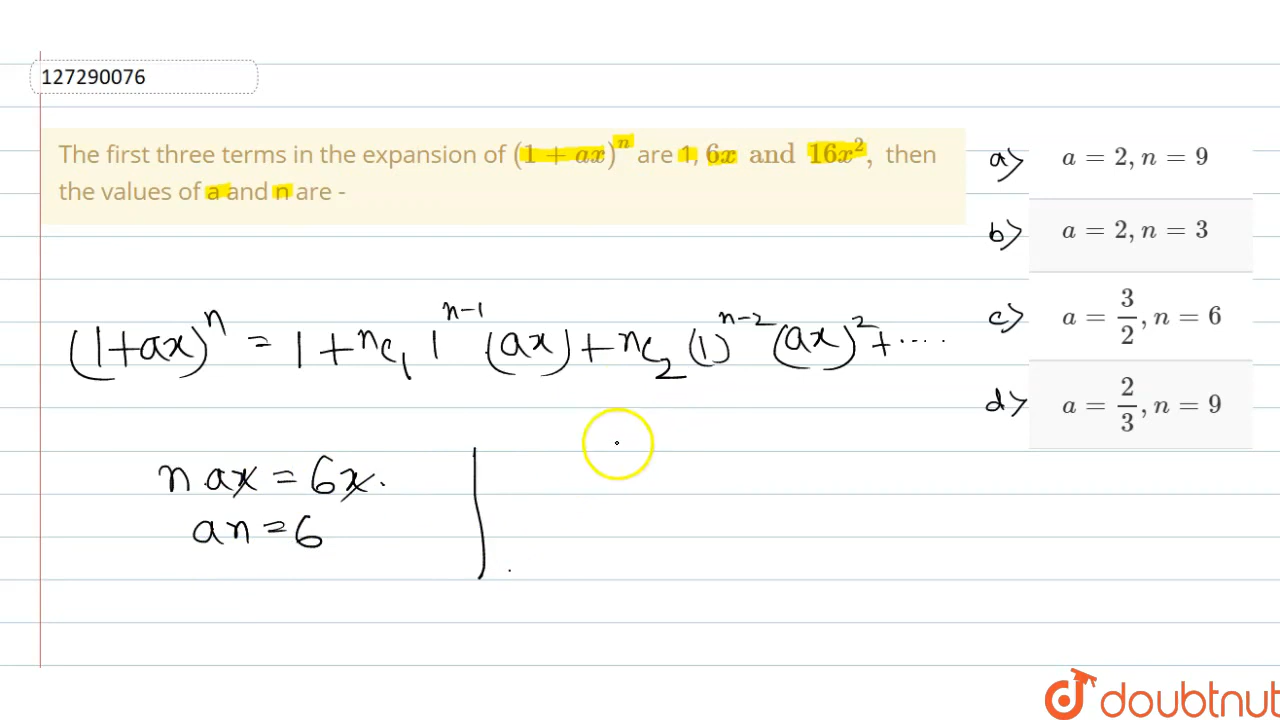 127290076
The first three terms in the expansion of (1 + ax)^n are 1, 6x and 16x^2, then
the values of a and n are -
a> a = 2, n = 9
b> a = 2, n = 3
c> a = 3/2, n = 6
d> a = 2/3, n = 9
(1+ax)^n = 1 + nC1 1^(n-1) (ax) + nC2 (1)^(n-2) (ax)^2 + ....
n ax = 6x.
an = 6
doubtnut